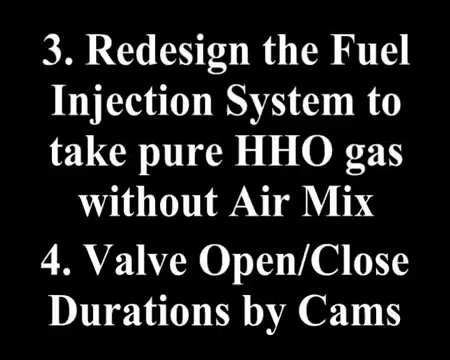 3. Redesign the Fuel
Injection System to
take pure HHO gas
without Air Mix
4. Valve Open/Close
Durations by Cams